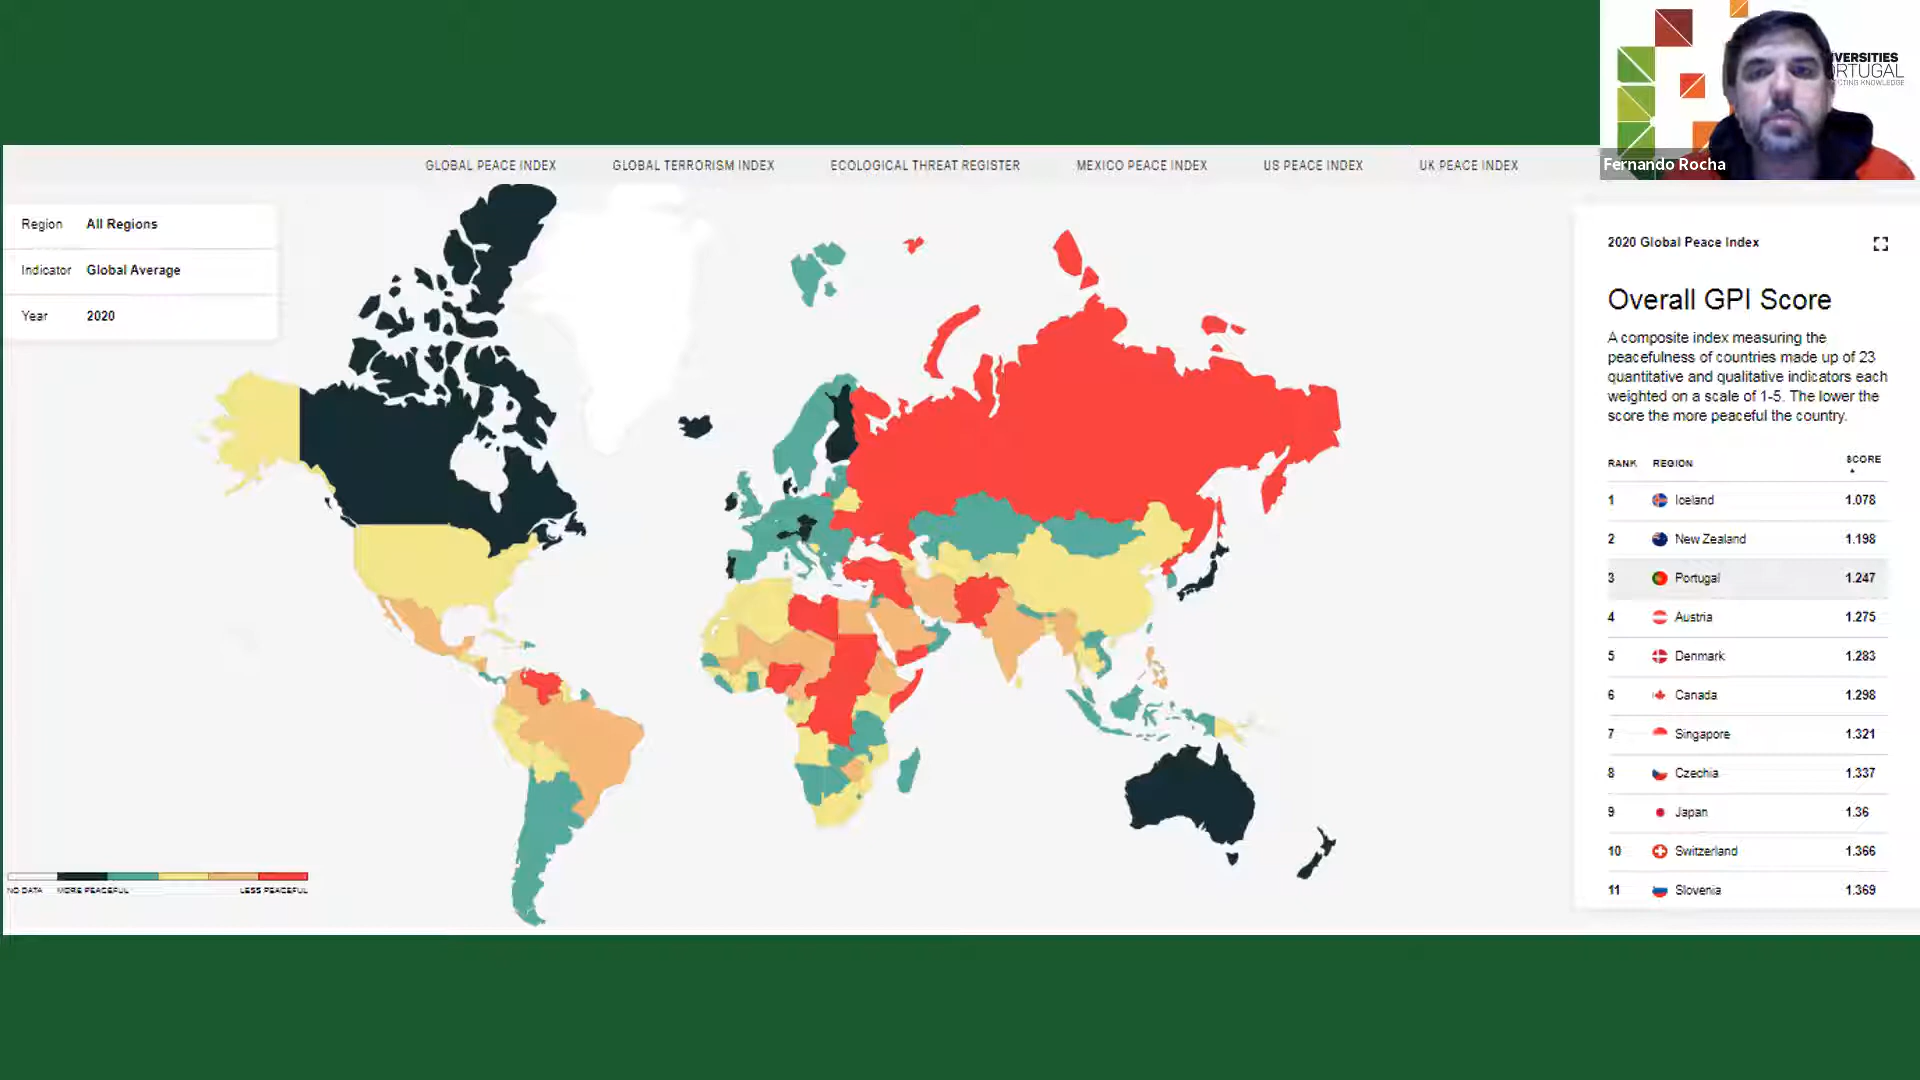 VERSITIES
RTUGAL
CTING KNOWLEDGE
Fernando Rocha
GLOBAL PEACE INDEX
GLOBAL TERRORISM INDEX
ECOLOGICAL THREAT REGISTER
MEXICO PEACE INDEX
US PEACE INDEX
UK PEACE INDEX
Region All Regions
Indicator Global Average
Year 2020
NO DATA MORE PEACEFUL LESS PEACEFUL
2020 Global Peace Index
Overall GPI Score
A composite index measuring the
peacefulness of countries made up of 23
quantitative and qualitative indicators each
weighted on a scale of 1-5. The lower the
score the more peaceful the country.
RANK REGION SCORE
1 Iceland 1.078
2 New Zealand 1.198
3 Portugal 1.247
4 Austria 1.275
5 Denmark 1.283
6 Canada 1.298
7 Singapore 1.321
8 Czechia 1.337
9 Japan 1.36
10 Switzerland 1.366
11 Slovenia 1.369